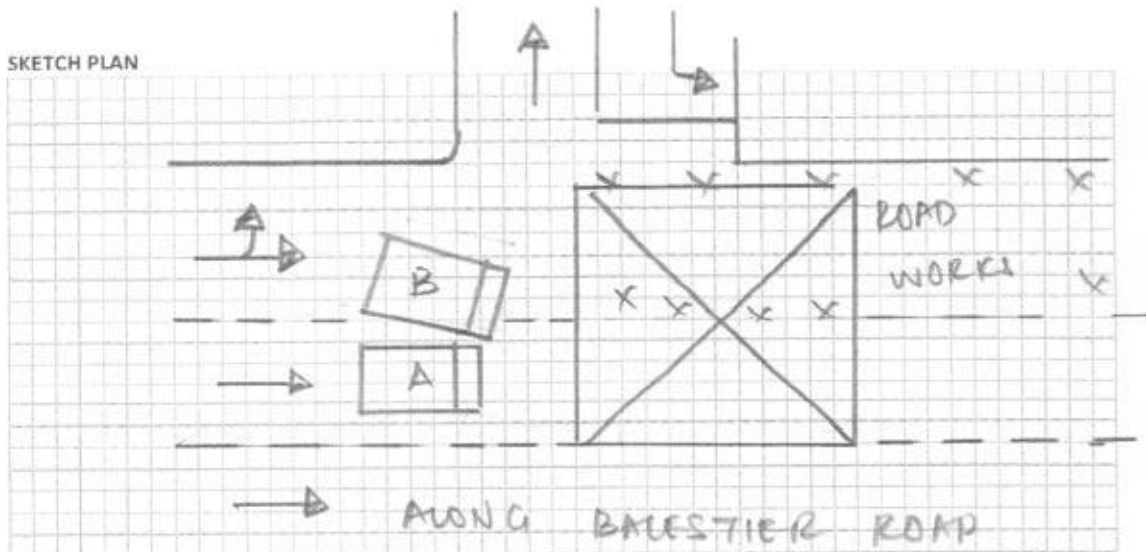 SKETCH PLAN
ROAD
WORKS
B
A
ALONG BALESTIER ROAD